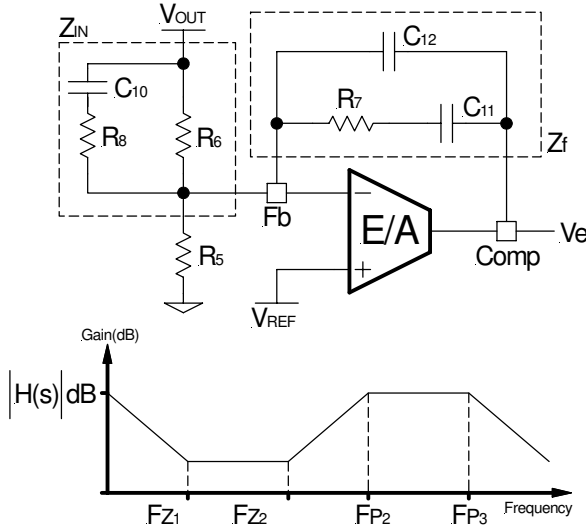 VOUT
ZIN
C12
C10
R7
C11
R8
R6
Zf
Fb
E/A
Ve
R5
Comp
VREF
Gain(dB)
|H(s)|dB
FZ1 FZ2 FP2 FP3 Frequency